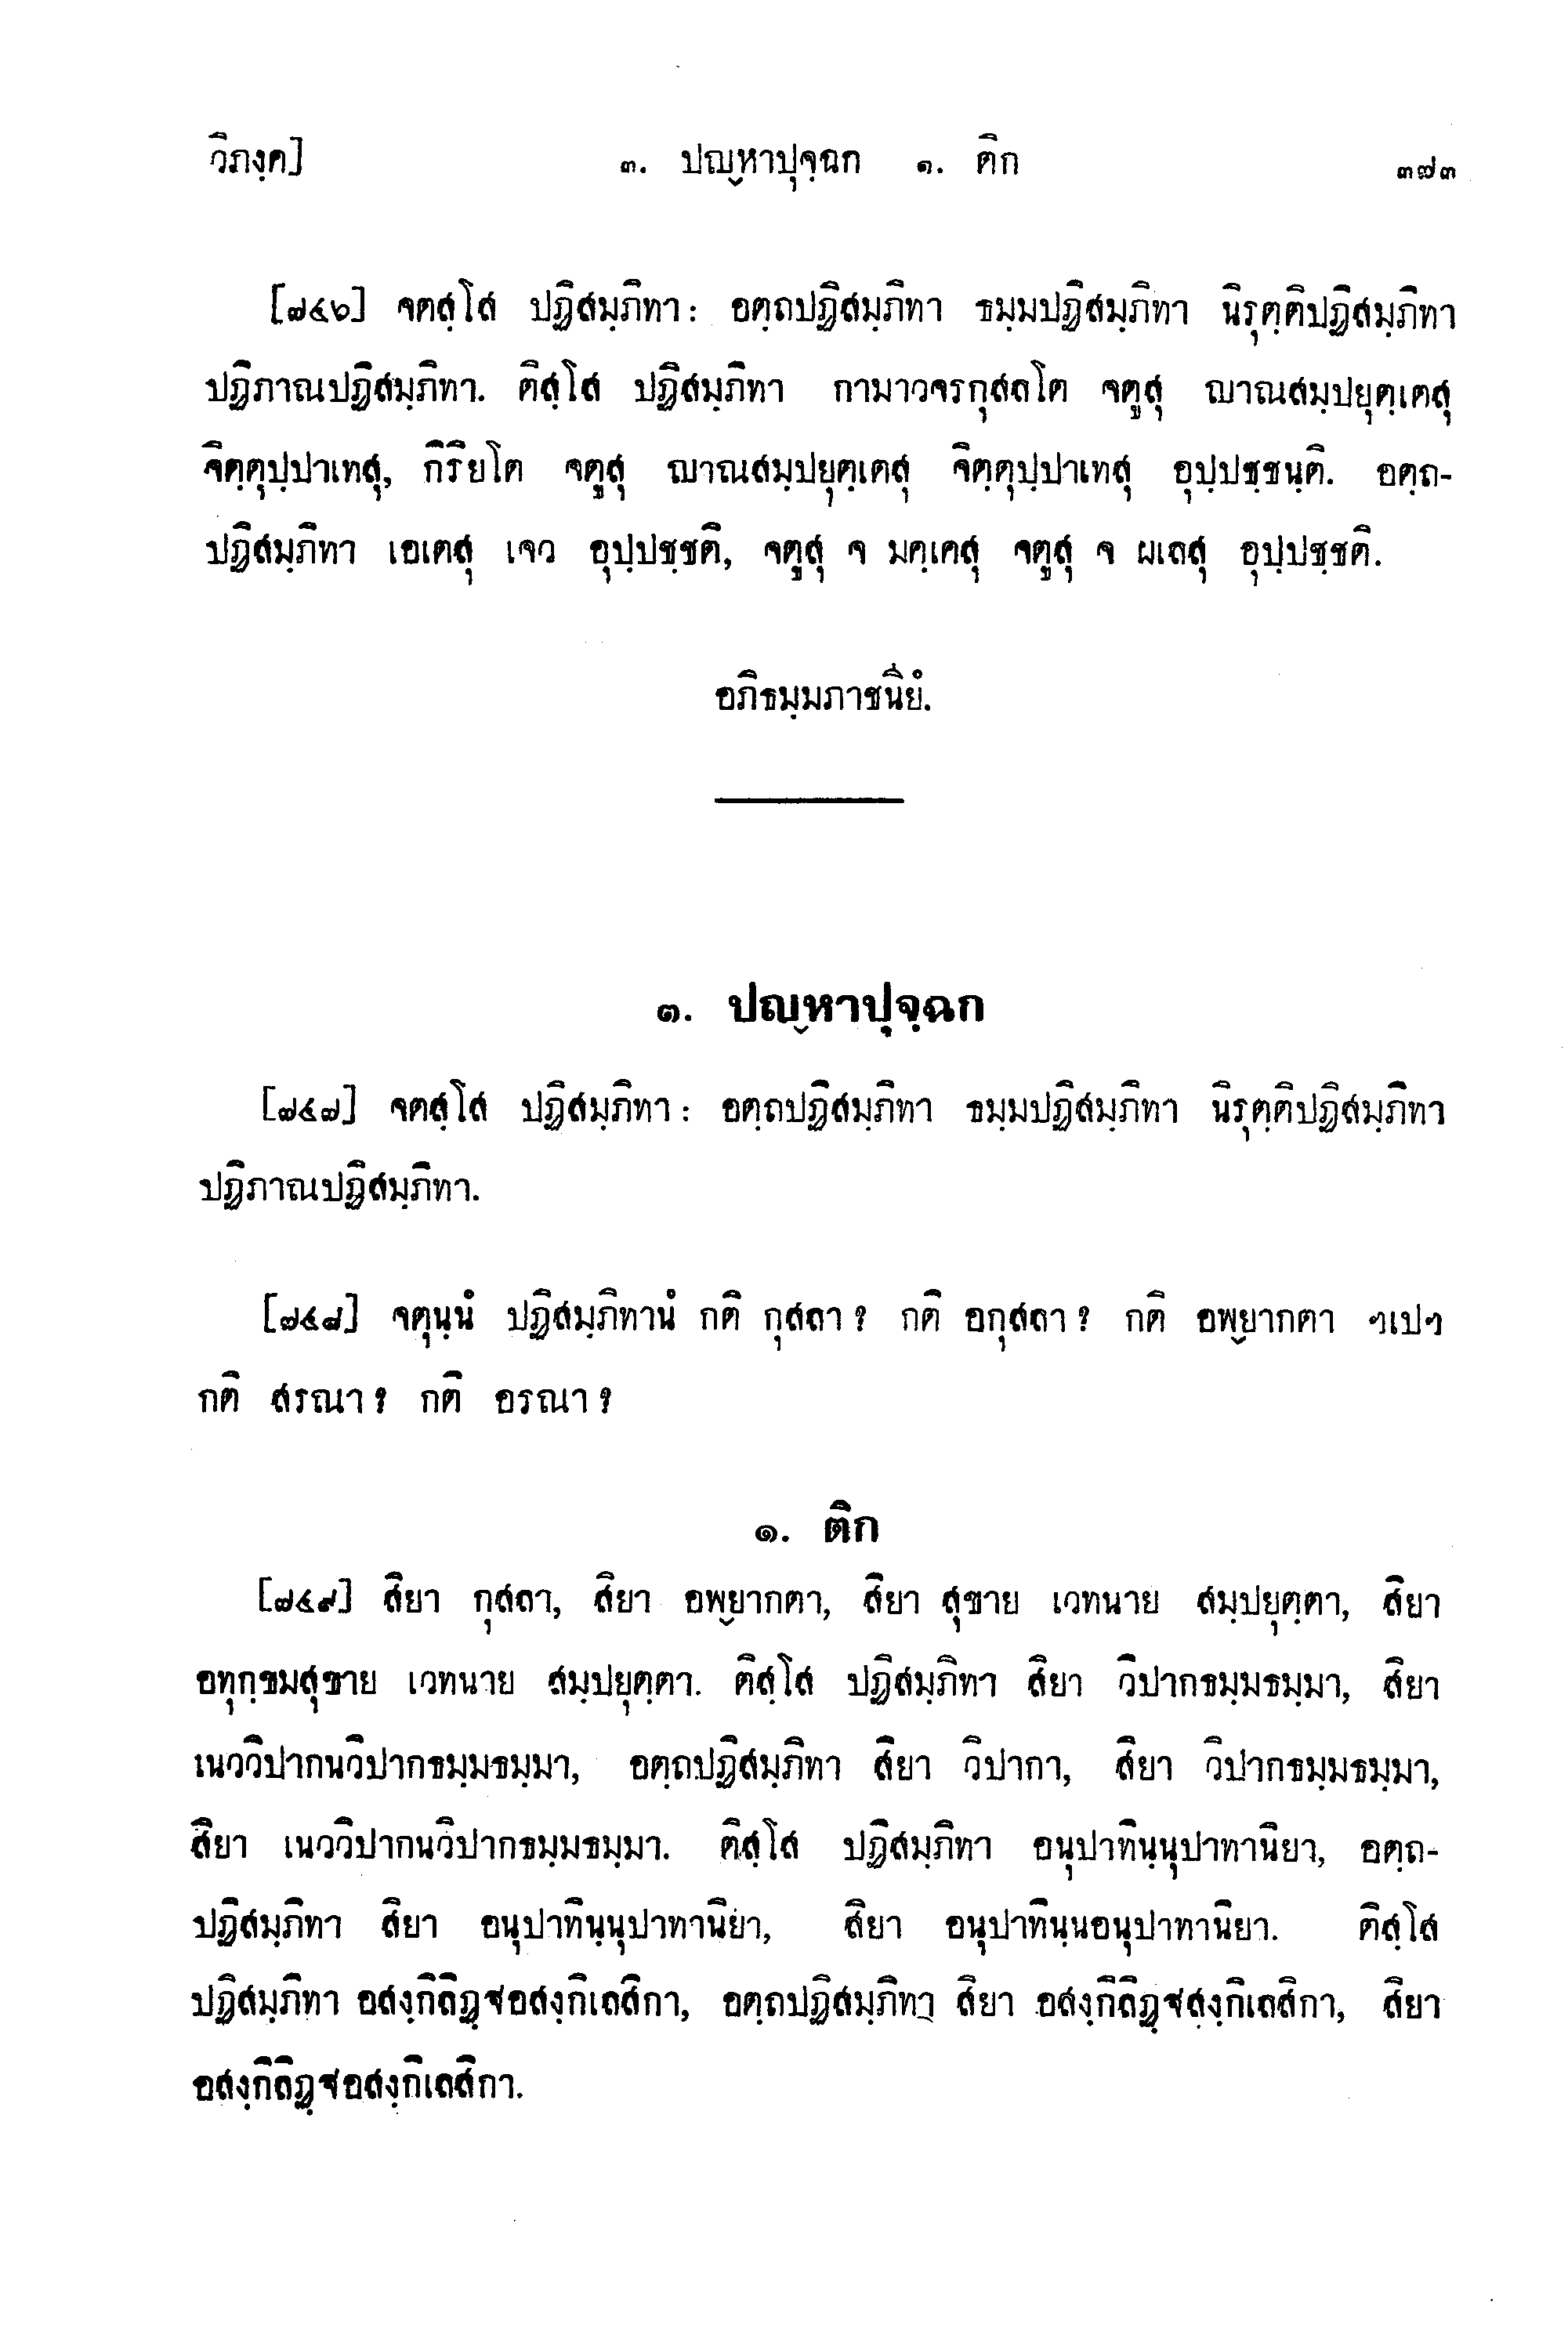 วิภงฺค] ๓. ปญฺหาปุจฺฉก ๑. ติก ๓๗๓
[๗๔๖] จตสฺโส ปฏิสมฺภิทา: อตฺถปฏิสมฺภิทา ธมฺมปฏิสมฺภิทา นิรุตฺติปฏิสมฺภิทา
ปฏิภาณปฏิสมฺภิทา. ติสฺโส ปฏิสมฺภิทา กามาวจรกุสลโต จตูสุ ญาณสมฺปยุตฺเตสุ
จิตฺตุปฺปาเทสุ, กิริยโต จตูสุ ญาณสมฺปยุตฺเตสุ จิตฺตุปฺปาเทสุ อุปฺปชฺชนฺติ. อตฺถ-
ปฏิสมฺภิทา เอเตสุ เจว อุปฺปชฺชติ, จตูสุ จ มคฺเคสุ จตูสุ จ ผเลสุ อุปฺปชฺชติ.
อภิธมฺมภาชนิยํ.
๓. ปญฺหาปุจฺฉก
[๗๔๗] จตสฺโส ปฏิสมฺภิทา: อตฺถปฏิสมฺภิทา ธมฺมปฏิสมฺภิทา นิรุตฺติปฏิสมฺภิทา
ปฏิภาณปฏิสมฺภิทา.
[๗๔๘] จตุนฺนํ ปฏิสมฺภิทานํ กติ กุสลา? กติ อกุสลา? กติ อพฺยากตา ฯเปฯ
กติ สรณา? กติ อรณา?
๑. ติก
[๗๔๙] สิยา กุสลา, สิยา อพฺยากตา, สิยา สุขาย เวทนาย สมฺปยุตฺตา, สิยา
อทุกฺขมสุขาย เวทนาย สมฺปยุตฺตา. ติสฺโส ปฏิสมฺภิทา สิยา วิปากธมฺมธมฺมา, สิยา
เนววิปากนวิปากธมฺมธมฺมา, อตฺถปฏิสมฺภิทา สิยา วิปากา, สิยา วิปากธมฺมธมฺมา,
สิยา เนววิปากนวิปากธมฺมธมฺมา. ติสฺโส ปฏิสมฺภิทา อนุปาทินฺนุปาทานิยา, อตฺถ-
ปฏิสมฺภิทา สิยา อนุปาทินฺนุปาทานิยา, สิยา อนุปาทินฺนอนุปาทานิยา. ติสฺโส
ปฏิสมฺภิทา อสงฺกิลิฏฺฐอสงฺกิเลสิกา, อตฺถปฏิสมฺภิทา สิยา อสงฺกิลิฏฺฐสงฺกิเลสิกา, สิยา
อสงฺกิลิฏฺฐอสงฺกิเลสิกา.